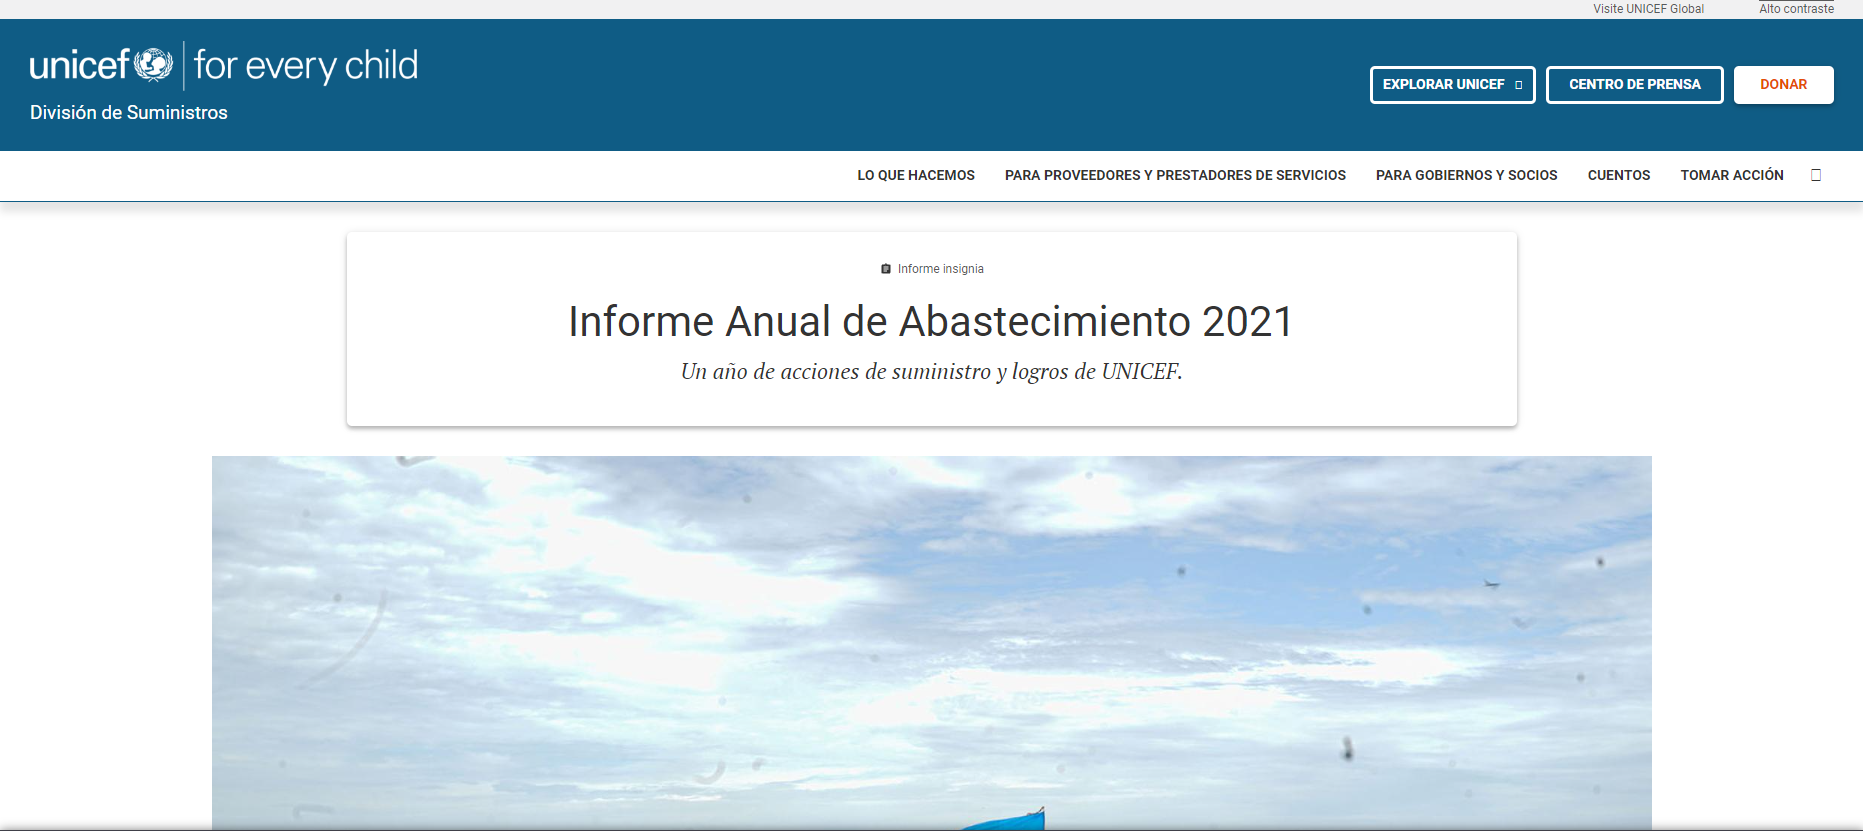 Visite UNICEF Global
Alto contraste
unicef for every child
División de Suministros
EXPLORAR UNICEF
CENTRO DE PRENSA
DONAR
LO QUE HACEMOS
PARA PROVEEDORES Y PRESTADORES DE SERVICIOS
PARA GOBIERNOS Y SOCIOS
CUENTOS
TOMAR ACCIÓN
Informe insignia
Informe Anual de Abastecimiento 2021
Un año de acciones de suministro y logros de UNICEF.